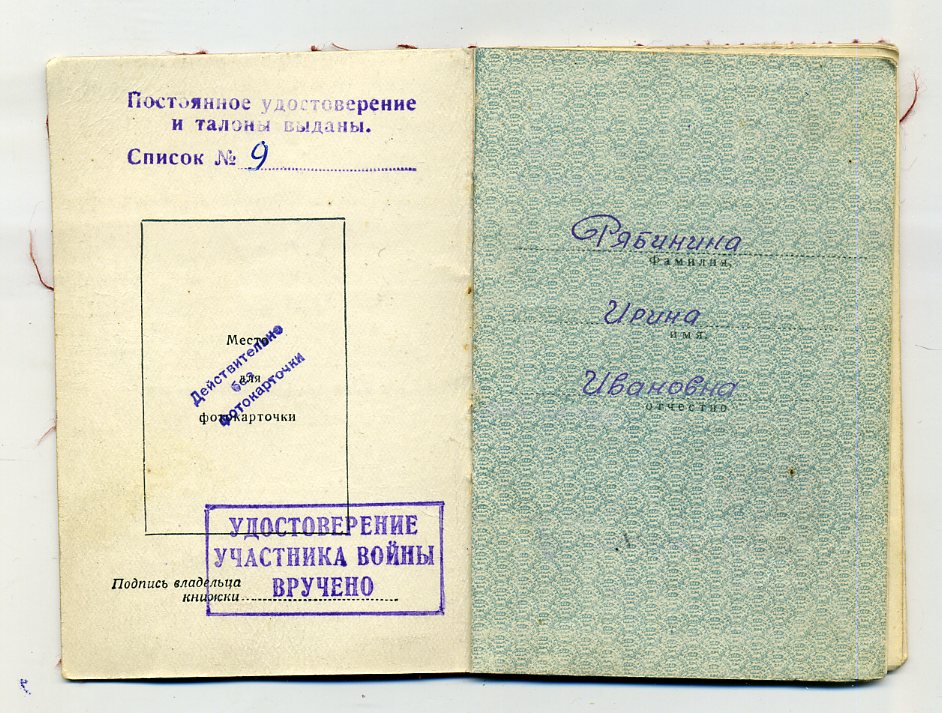 Постоянное удостоверение
и талоны выданы.
Список № 9
Место
для
фотокарточки
Действительно
без
фотокарточки
УДОСТОВЕРЕНИЕ
УЧАСТНИКА ВОЙНЫ
ВРУЧЕНО
Подпись владельца
книжки
Рябинина
фамилия
Ирина
имя
Ивановна
отчество